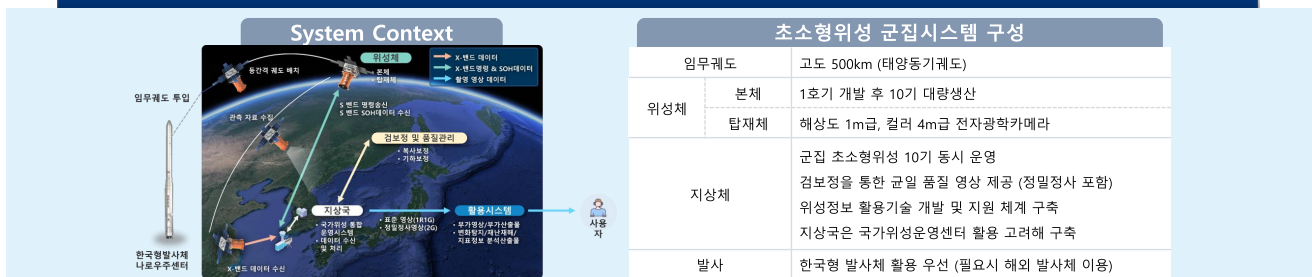 System Context
위성체
• 본체
• 탑재체
X-밴드 데이터
X-밴드명령 & SOH데이터
촬영 영상 데이터
등간격 궤도 배치
임무궤도 투입
S 밴드 명령송신
S 밴드 SOH데이터 수신
관측 자료 수집
검보정 및 품질관리
• 복사보정
• 기하보정
지상국
• 국가위성 통합
운영시스템
• 데이터 수신
및 처리
• 표준 영상(1R1G)
• 정밀정사영상(2G)
활용시스템
• 부가영상/부가산출물
• 변화탐지/재난재해/
지표정보 분석산출물
사용
자
한국형발사체
나로우주센터
X-밴드 데이터 수신
초소형위성 군집시스템 구성
임무궤도 고도 500km (태양동기궤도)
위성체 본체 1호기 개발 후 10기 대량생산
탑재체 해상도 1m급, 컬러 4m급 전자광학카메라
지상체
군집 초소형위성 10기 동시 운영
검보정을 통한 균일 품질 영상 제공 (정밀정사 포함)
위성정보 활용기술 개발 및 지원 체계 구축
지상국은 국가위성운영센터 활용 고려해 구축
발사 한국형 발사체 활용 우선 (필요시 해외 발사체 이용)